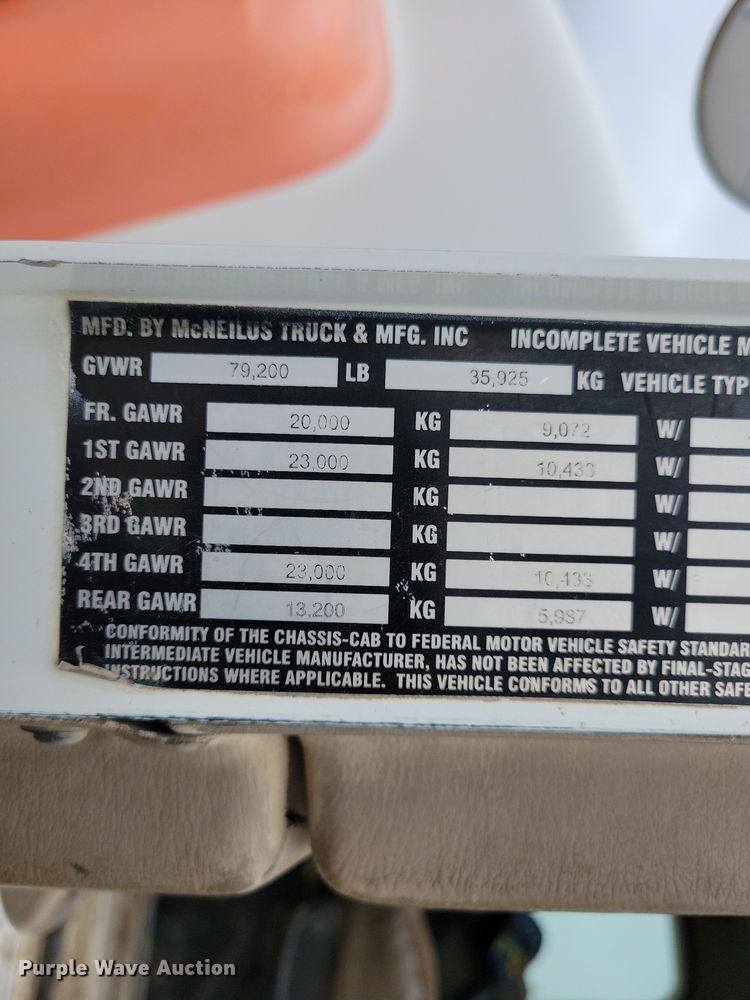 MFD. BY McNEILUS TRUCK & MFG. INC INCOMPLETE VEHICLE M
GVWR 79,200 LB 35,925 KG VEHICLE TYP
FR. GAWR 20,000 KG 9,072 W/
1ST GAWR 23,000 KG 10,433 W/
2ND GAWR KG W/
3RD GAWR KG W/
4TH GAWR 23,000 KG 10,433 W/
REAR GAWR 13,200 KG 5,987 W/
CONFORMITY OF THE CHASSIS-CAB TO FEDERAL MOTOR VEHICLE SAFETY STANDAR
INTERMEDIATE VEHICLE MANUFACTURER, HAS NOT BEEN AFFECTED BY FINAL-STAG
INSTRUCTIONS WHERE APPLICABLE. THIS VEHICLE CONFORMS TO ALL OTHER SAFE
Purple Wave Auction